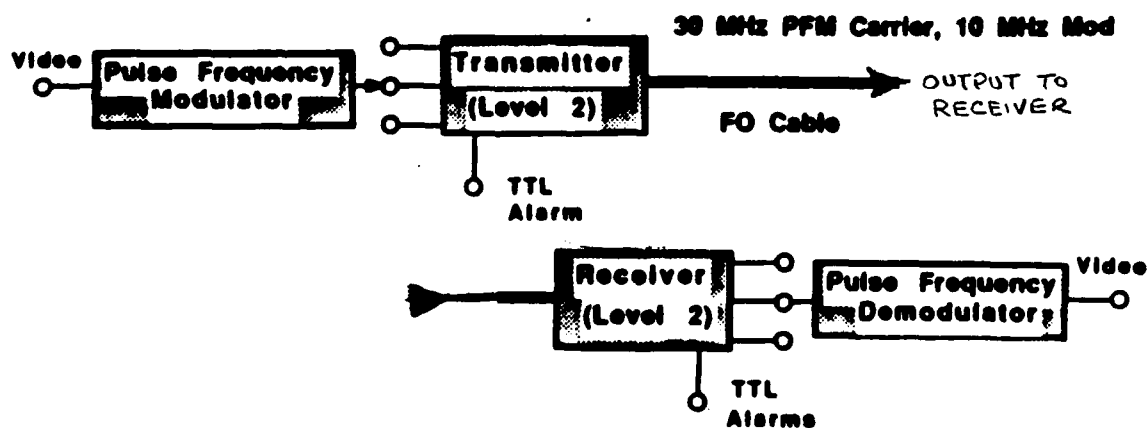 30 MHz PFM Carrier, 10 MHz Mod
Video
Pulse Frequency
Modulator
Transmitter
(Level 2)
OUTPUT TO
RECEIVER
FO Cable
TTL
Alarm
Receiver
(Level 2)
Pulse Frequency
Demodulator
Video
TTL
Alarms